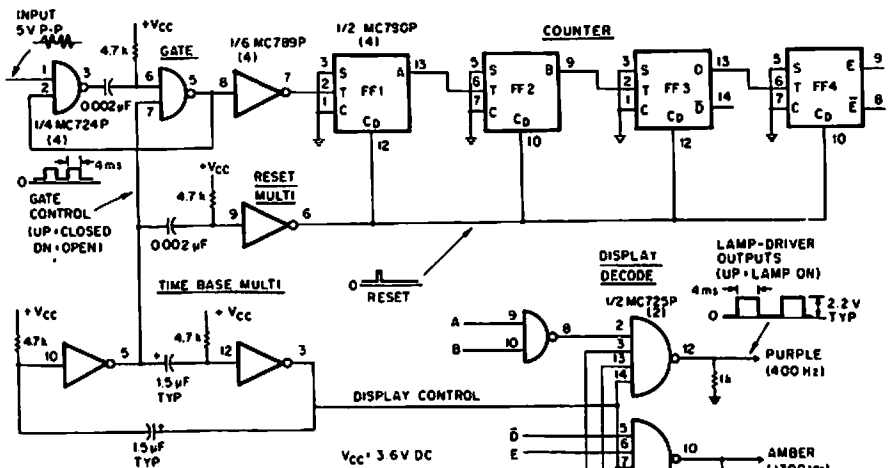 INPUT
5V P-P
+VCC
4.7k
GATE
1/6 MC789P
(4)
1/2 MC790P
(4)
COUNTER
1
2
3
0.002µF
6
7
5
8
7
3 S
2 T
1 C
FF1
CD
A 13
12
5 S
6 T
7 C
FF2
CD
B 9
10
3 S
2 T
1 C
FF3
CD
D 13
D̅ 14
12
5 S
6 T
7 C
FF4
CD
E 9
E̅ 8
10
1/4 MC724P
(4)
0
4ms
GATE
CONTROL
(UP=CLOSED
DN=OPEN)
+VCC
4.7k
RESET
MULTI
0.002µF
9
6
0
RESET
TIME BASE MULTI
+VCC
4.7k
10
5
+
1.5µF
TYP
+VCC
4.7k
12
3
+
1.5µF
TYP
DISPLAY CONTROL
VCC= 3.6V DC
DISPLAY
DECODE
1/2 MC725P
(2)
LAMP-DRIVER
OUTPUTS
(UP=LAMP ON)
4ms
0
2.2V
TYP
A 9
B 10
8
2
3
13
14
12
1k
PURPLE
(400Hz)
D̅ 5
E 6
7
10
AMBER